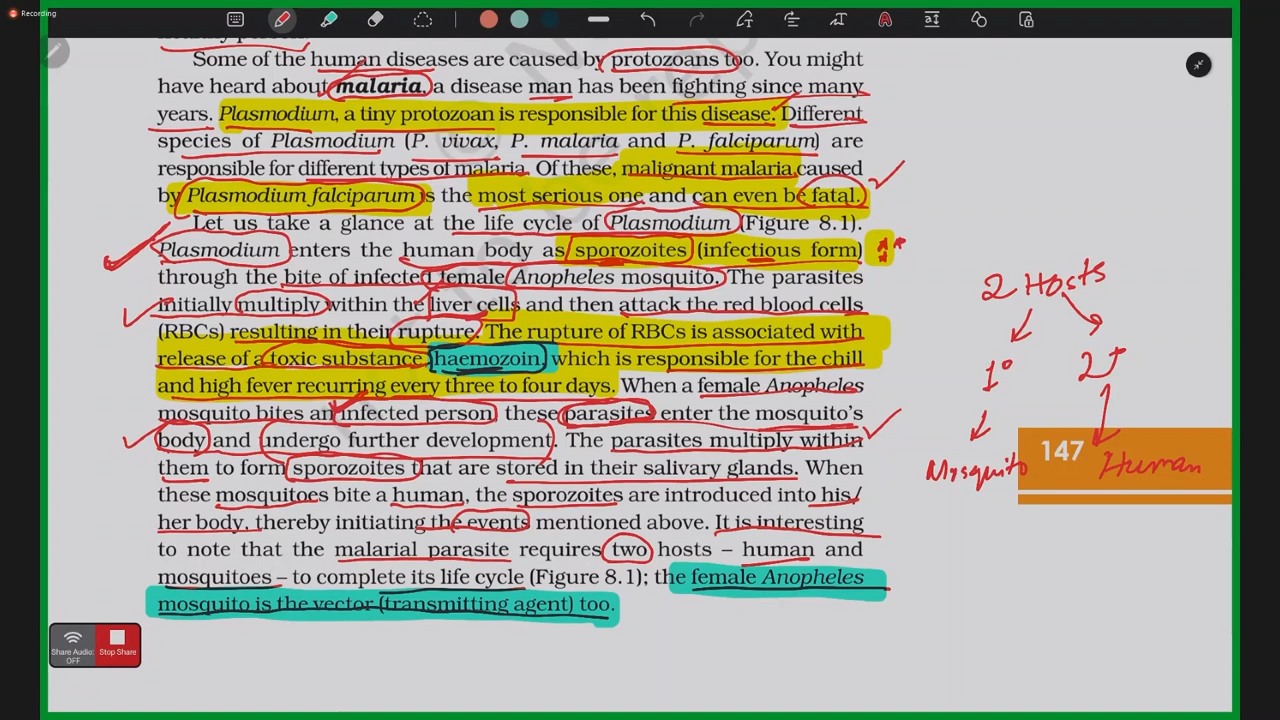 Recording
healthy person.
Some of the human diseases are caused by protozoans too. You might
have heard about malaria, a disease man has been fighting since many
years. Plasmodium, a tiny protozoan is responsible for this disease. Different
species of Plasmodium (P. vivax, P. malaria and P. falciparum) are
responsible for different types of malaria. Of these, malignant malaria caused
by Plasmodium falciparum is the most serious one and can even be fatal.
Let us take a glance at the life cycle of Plasmodium (Figure 8.1).
Plasmodium enters the human body as sporozoites (infectious form)
through the bite of infected female Anopheles mosquito. The parasites
initially multiply within the liver cells and then attack the red blood cells
(RBCs) resulting in their rupture. The rupture of RBCs is associated with
release of a toxic substance, haemozoin, which is responsible for the chill
and high fever recurring every three to four days. When a female Anopheles
mosquito bites an infected person, these parasites enter the mosquito's
body and undergo further development. The parasites multiply within
them to form sporozoites that are stored in their salivary glands. When
these mosquitoes bite a human, the sporozoites are introduced into his/
her body, thereby initiating the events mentioned above. It is interesting
to note that the malarial parasite requires two hosts – human and
mosquitoes – to complete its life cycle (Figure 8.1); the female Anopheles
mosquito is the vector (transmitting agent) too.
2 Hosts
1°
Mosquito
Human
147
Share Audio:
OFF
Stop Share